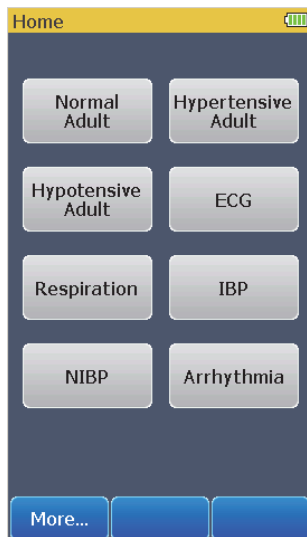 Home
Normal
Adult
Hypertensive
Adult
Hypotensive
Adult
ECG
Respiration
IBP
NIBP
Arrhythmia
More...